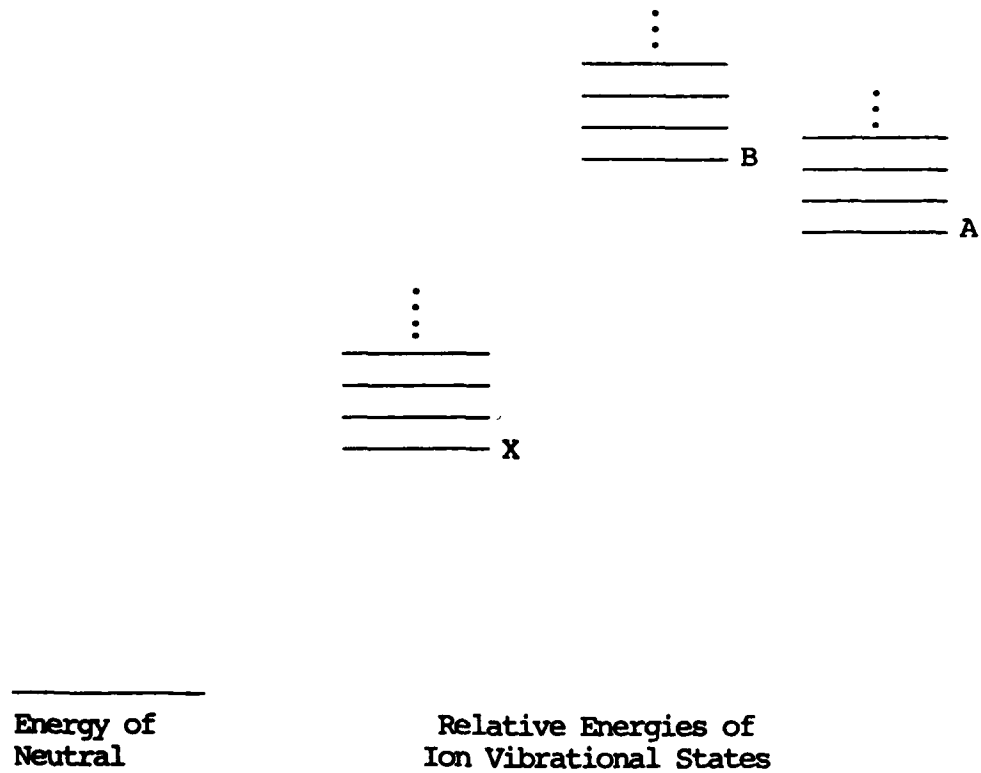 B
A
X
Energy of
Neutral
Relative Energies of
Ion Vibrational States